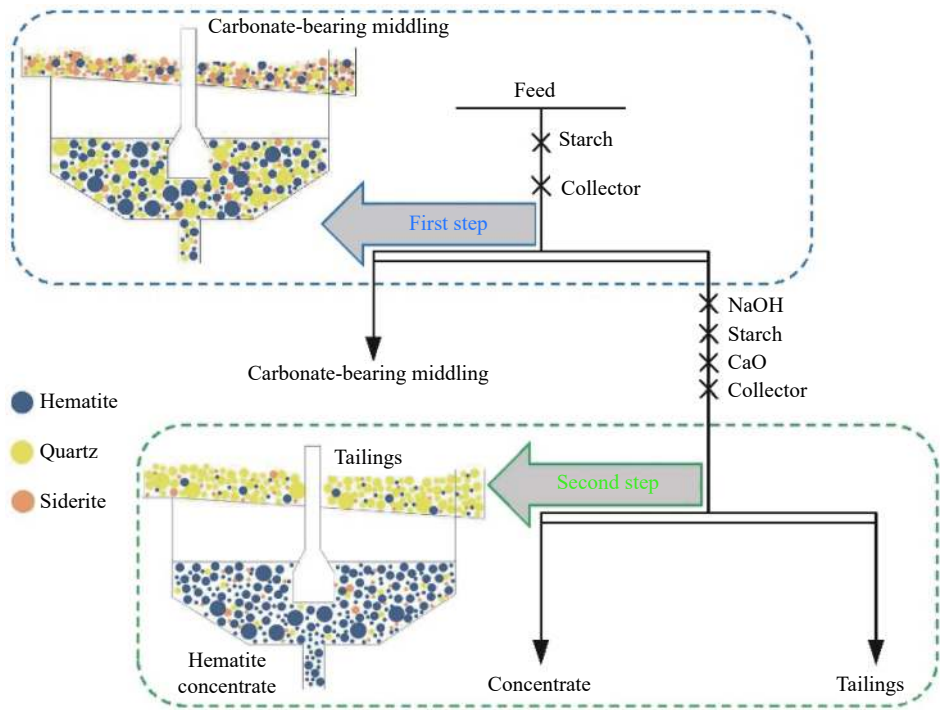 Carbonate-bearing middling
Feed
Starch
Collector
First step
NaOH
Starch
CaO
Collector
Carbonate-bearing middling
Hematite
Quartz
Siderite
Tailings
Second step
Hematite
concentrate
Concentrate
Tailings